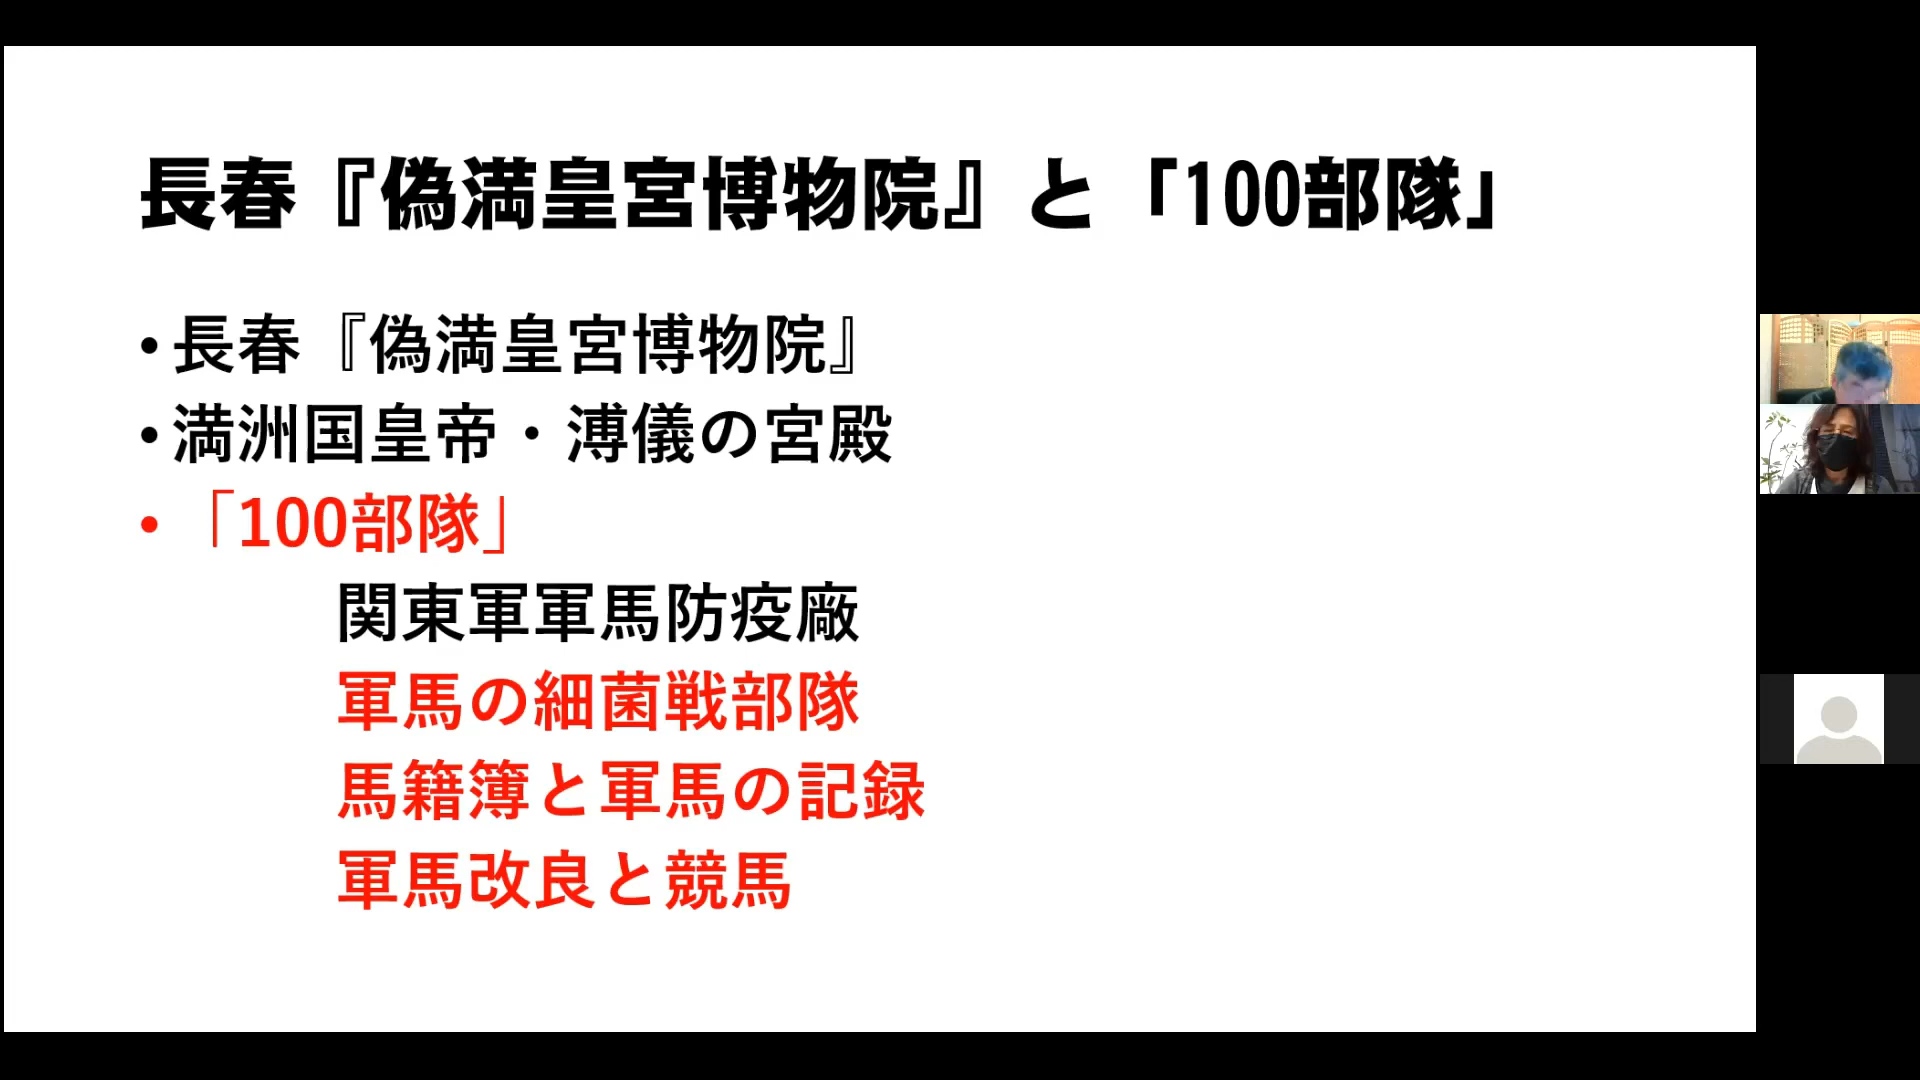 長春『偽満皇宮博物院』と「100部隊」
•長春『偽満皇宮博物院』
•満洲国皇帝・溥儀の宮殿
•「100部隊」
関東軍軍馬防疫廠
軍馬の細菌戦部隊
馬籍簿と軍馬の記録
軍馬改良と競馬